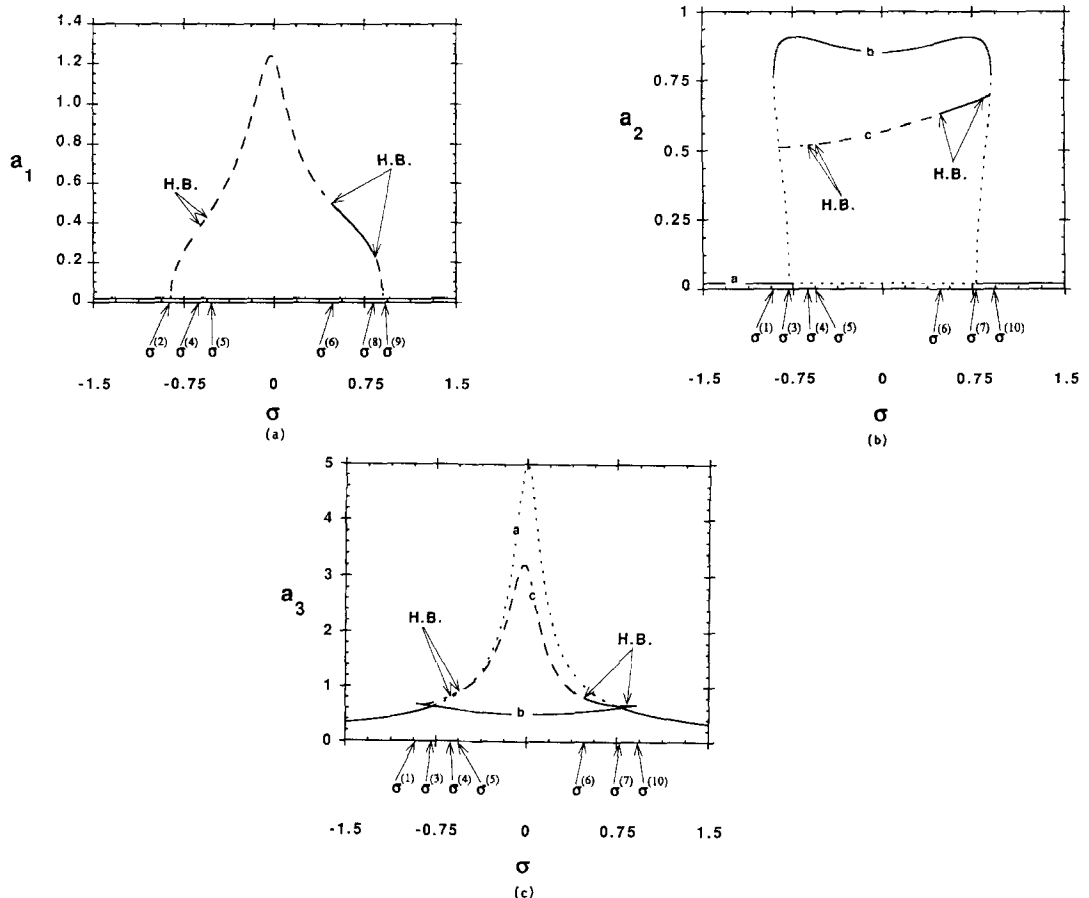 1.4
1.2
1.0
0.8
0.6
0.4
0.2
0
a1
H.B.
H.B.
σ(2) σ(4) σ(5) σ(6) σ(8) σ(9)
-1.5 -0.75 0 0.75 1.5
σ
(a)
1
0.75
0.5
0.25
0
a2
b
c
H.B.
H.B.
a
σ(1) σ(3) σ(4) σ(5) σ(6) σ(7) σ(10)
-1.5 -0.75 0 0.75 1.5
σ
(b)
5
4
3
2
1
0
a3
a
c
H.B.
H.B.
b
σ(1) σ(3) σ(4) σ(5) σ(6) σ(7) σ(10)
-1.5 -0.75 0 0.75 1.5
σ
(c)